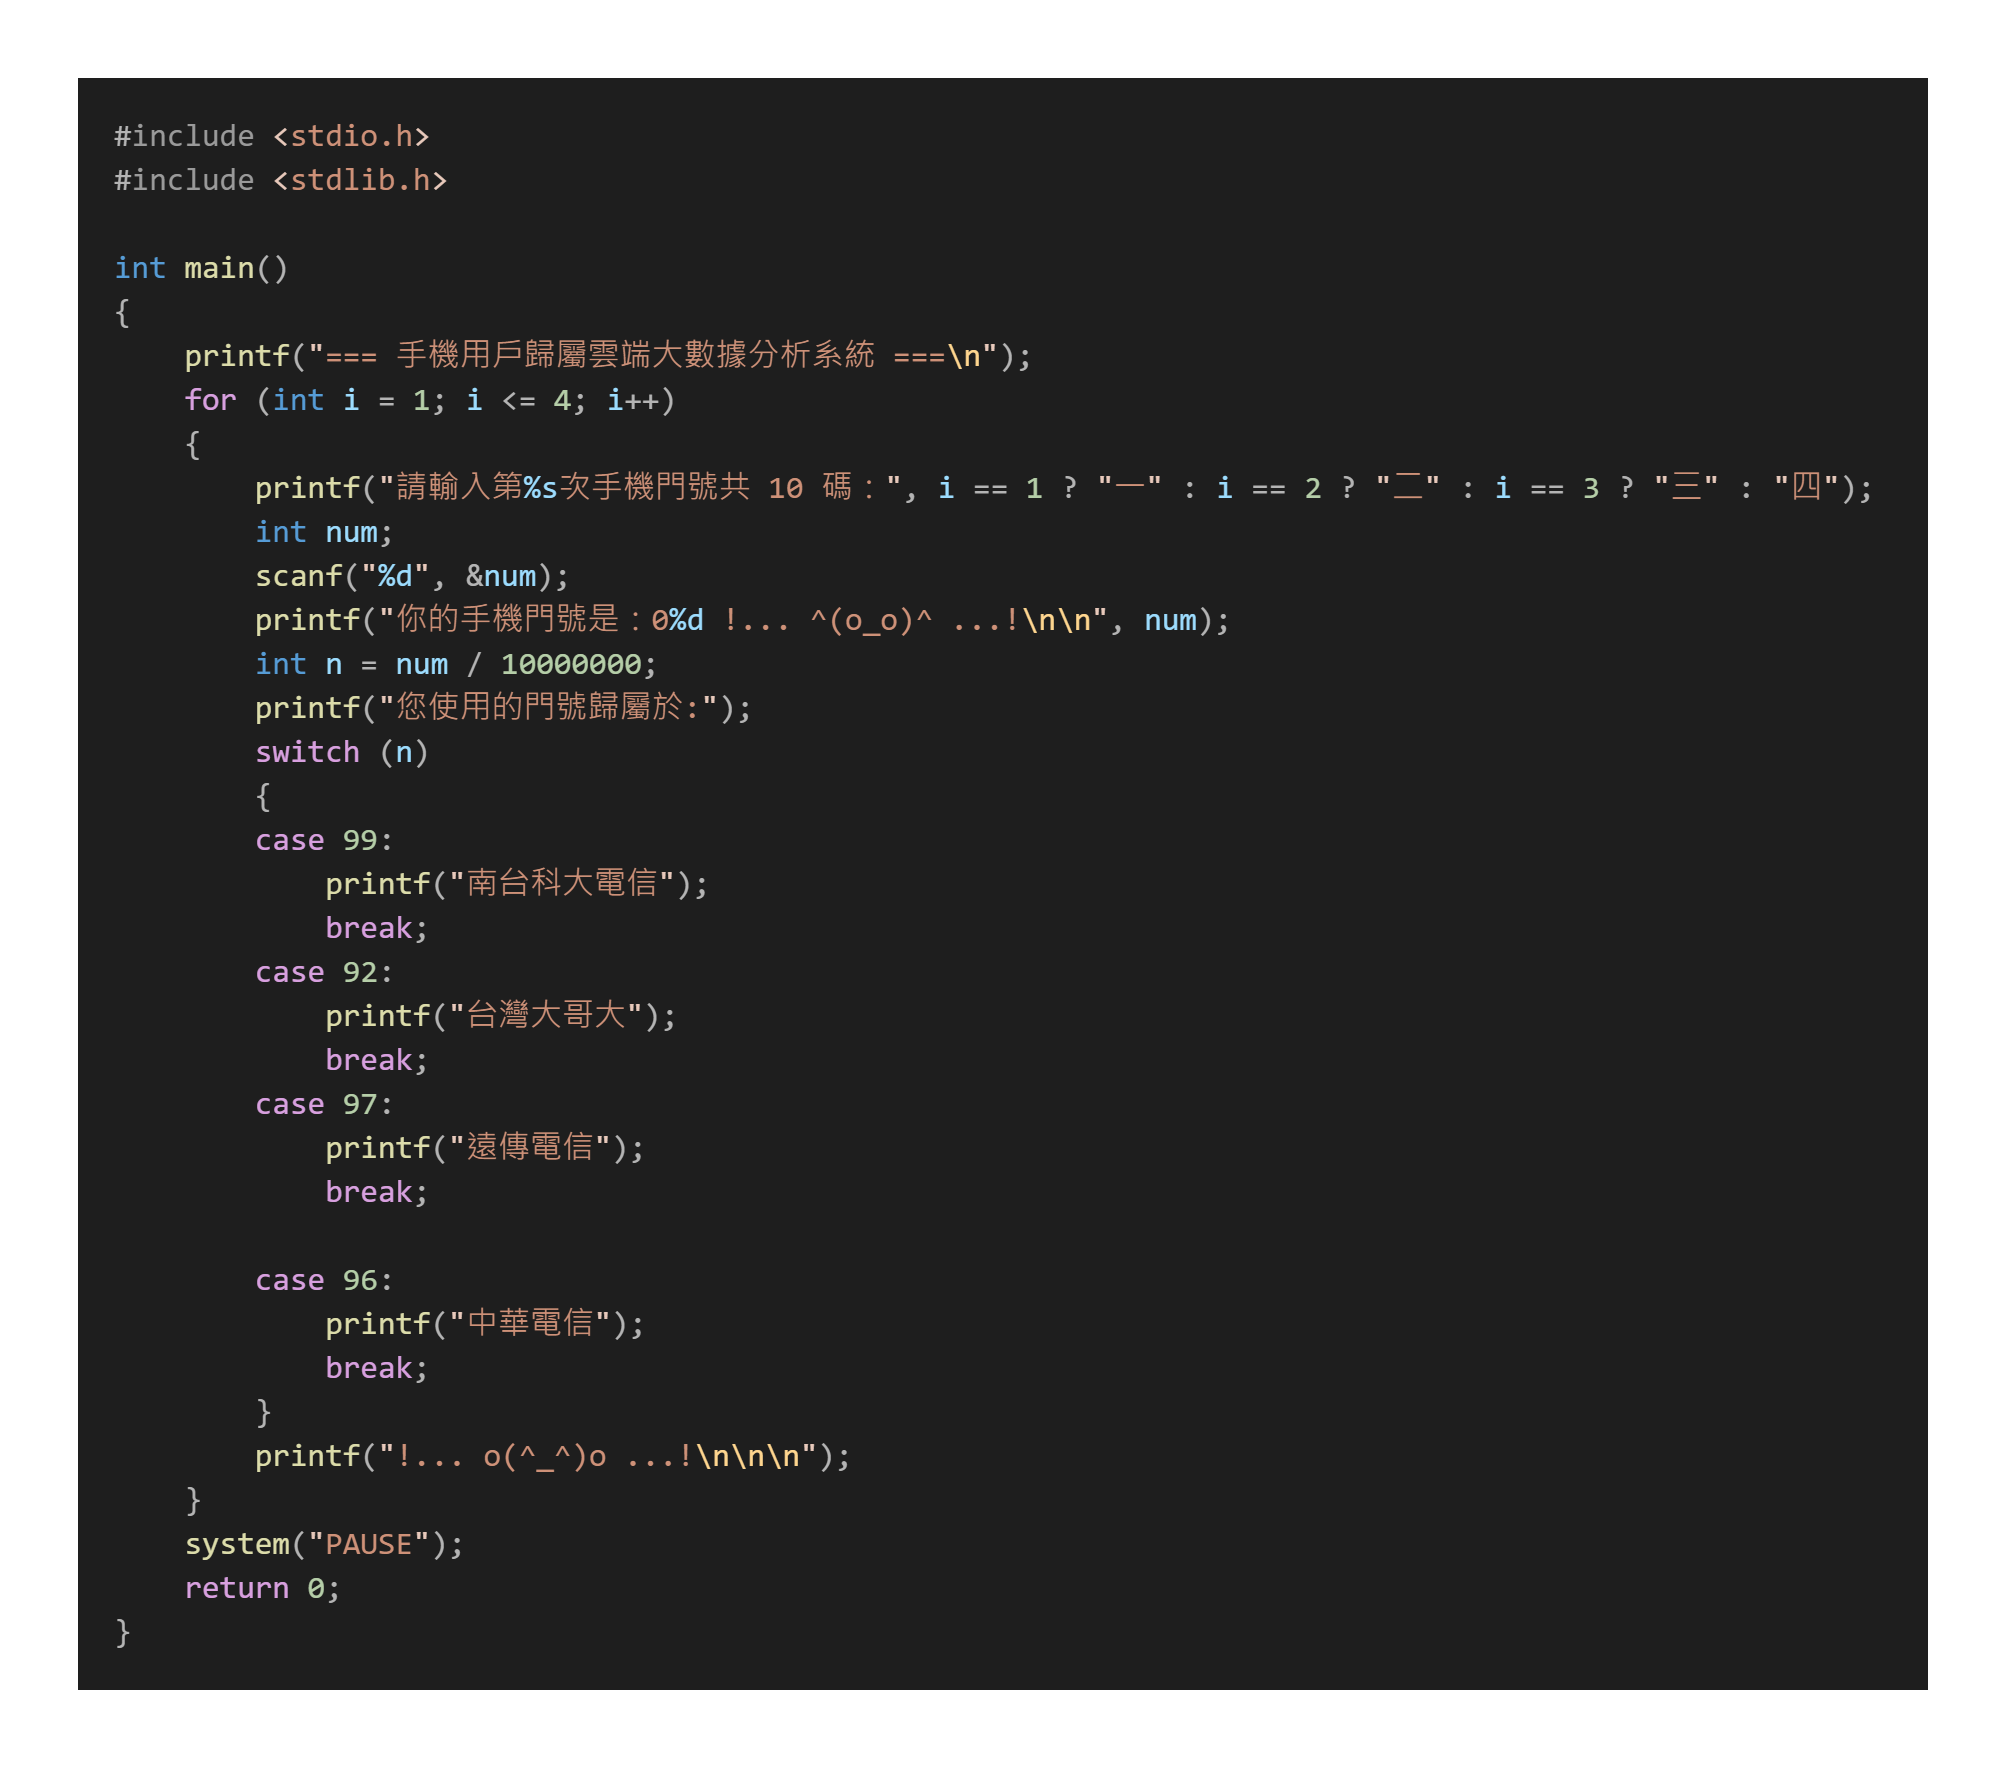 #include <stdio.h>
#include <stdlib.h>

int main()
{
    printf("=== 手機用戶歸屬雲端大數據分析系統 ===\n");
    for (int i = 1; i <= 4; i++)
    {
        printf("請輸入第%s次手機門號共 10 碼：", i == 1 ? "一" : i == 2 ? "二" : i == 3 ? "三" : "四");
        int num;
        scanf("%d", &num);
        printf("你的手機門號是：0%d !... ^(o_o)^ ...!\n\n", num);
        int n = num / 10000000;
        printf("您使用的門號歸屬於:");
        switch (n)
        {
        case 99:
            printf("南台科大電信");
            break;
        case 92:
            printf("台灣大哥大");
            break;
        case 97:
            printf("遠傳電信");
            break;

        case 96:
            printf("中華電信");
            break;
        }
        printf("!... o(^_^)o ...!\n\n\n");
    }
    system("PAUSE");
    return 0;
}